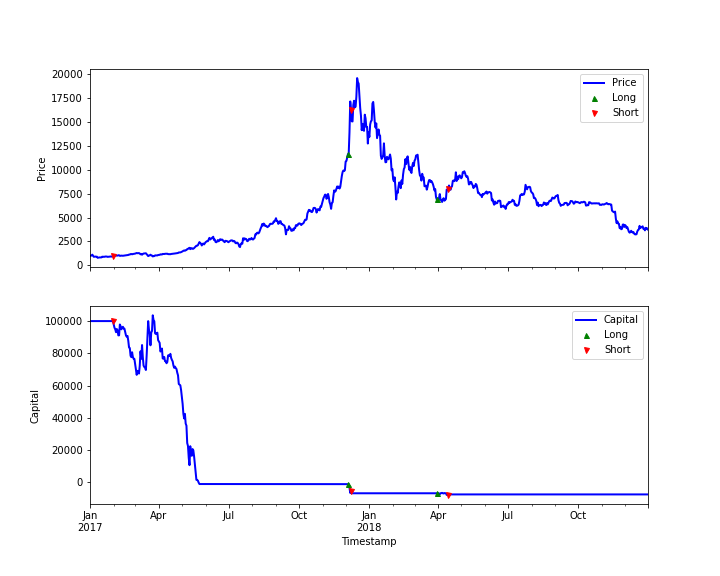 20000
17500
15000
12500
10000
7500
5000
2500
0
Price
Price
Long
Short
100000
80000
60000
40000
20000
0
Capital
Capital
Long
Short
Jan Apr Jul Oct Jan Apr Jul Oct
2017 2018
Timestamp